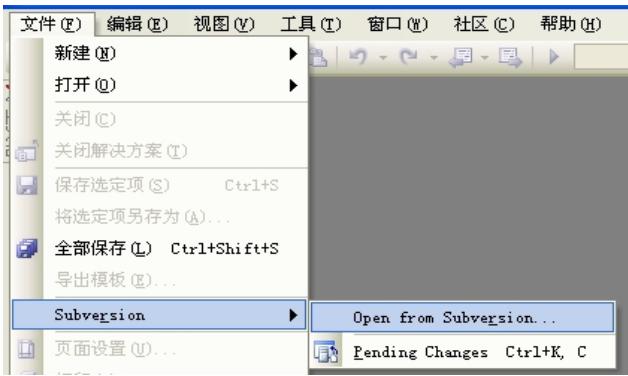 文件(F) 编辑(E) 视图(V) 工具(T) 窗口(W) 社区(C) 帮助(H)
新建(N)
打开(O)
关闭(C)
关闭解决方案(T)
保存选定项(S) Ctrl+S
将选定项另存为(A)...
全部保存(L) Ctrl+Shift+S
导出模板(E)...
Subversion Open from Subversion...
页面设置(U)... Pending Changes Ctrl+K, C